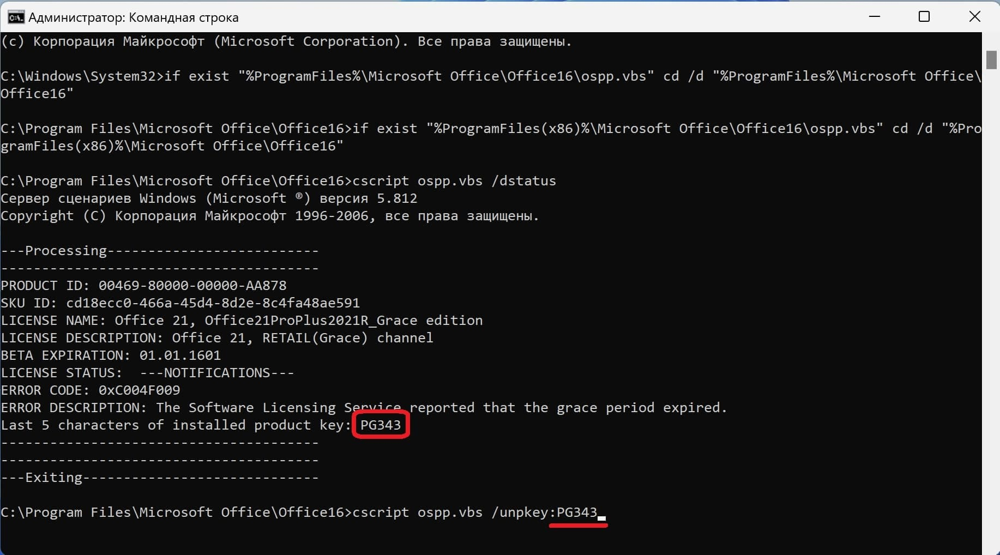 Администратор: Командная строка
(c) Корпорация Майкрософт (Microsoft Corporation). Все права защищены.
C:\Windows\System32>if exist "%ProgramFiles%\Microsoft Office\Office16\ospp.vbs" cd /d "%ProgramFiles%\Microsoft Office\
Office16"
C:\Program Files\Microsoft Office\Office16>if exist "%ProgramFiles(x86)%\Microsoft Office\Office16\ospp.vbs" cd /d "%Pro
gramFiles(x86)%\Microsoft Office\Office16"
C:\Program Files\Microsoft Office\Office16>cscript ospp.vbs /dstatus
Сервер сценариев Windows (Microsoft ®) версия 5.812
Copyright (C) Корпорация Майкрософт 1996-2006, все права защищены.
---Processing--------------------------
---------------------------------------
PRODUCT ID: 00469-80000-00000-AA878
SKU ID: cd18ecc0-466a-45d4-8d2e-8c4fa48ae591
LICENSE NAME: Office 21, Office21ProPlus2021R_Grace edition
LICENSE DESCRIPTION: Office 21, RETAIL(Grace) channel
BETA EXPIRATION: 01.01.1601
LICENSE STATUS:  ---NOTIFICATIONS---
ERROR CODE: 0xC004F009
ERROR DESCRIPTION: The Software Licensing Service reported that the grace period expired.
Last 5 characters of installed product key: PG343
---------------------------------------
---------------------------------------
---Exiting-----------------------------
C:\Program Files\Microsoft Office\Office16>cscript ospp.vbs /unpkey:PG343_